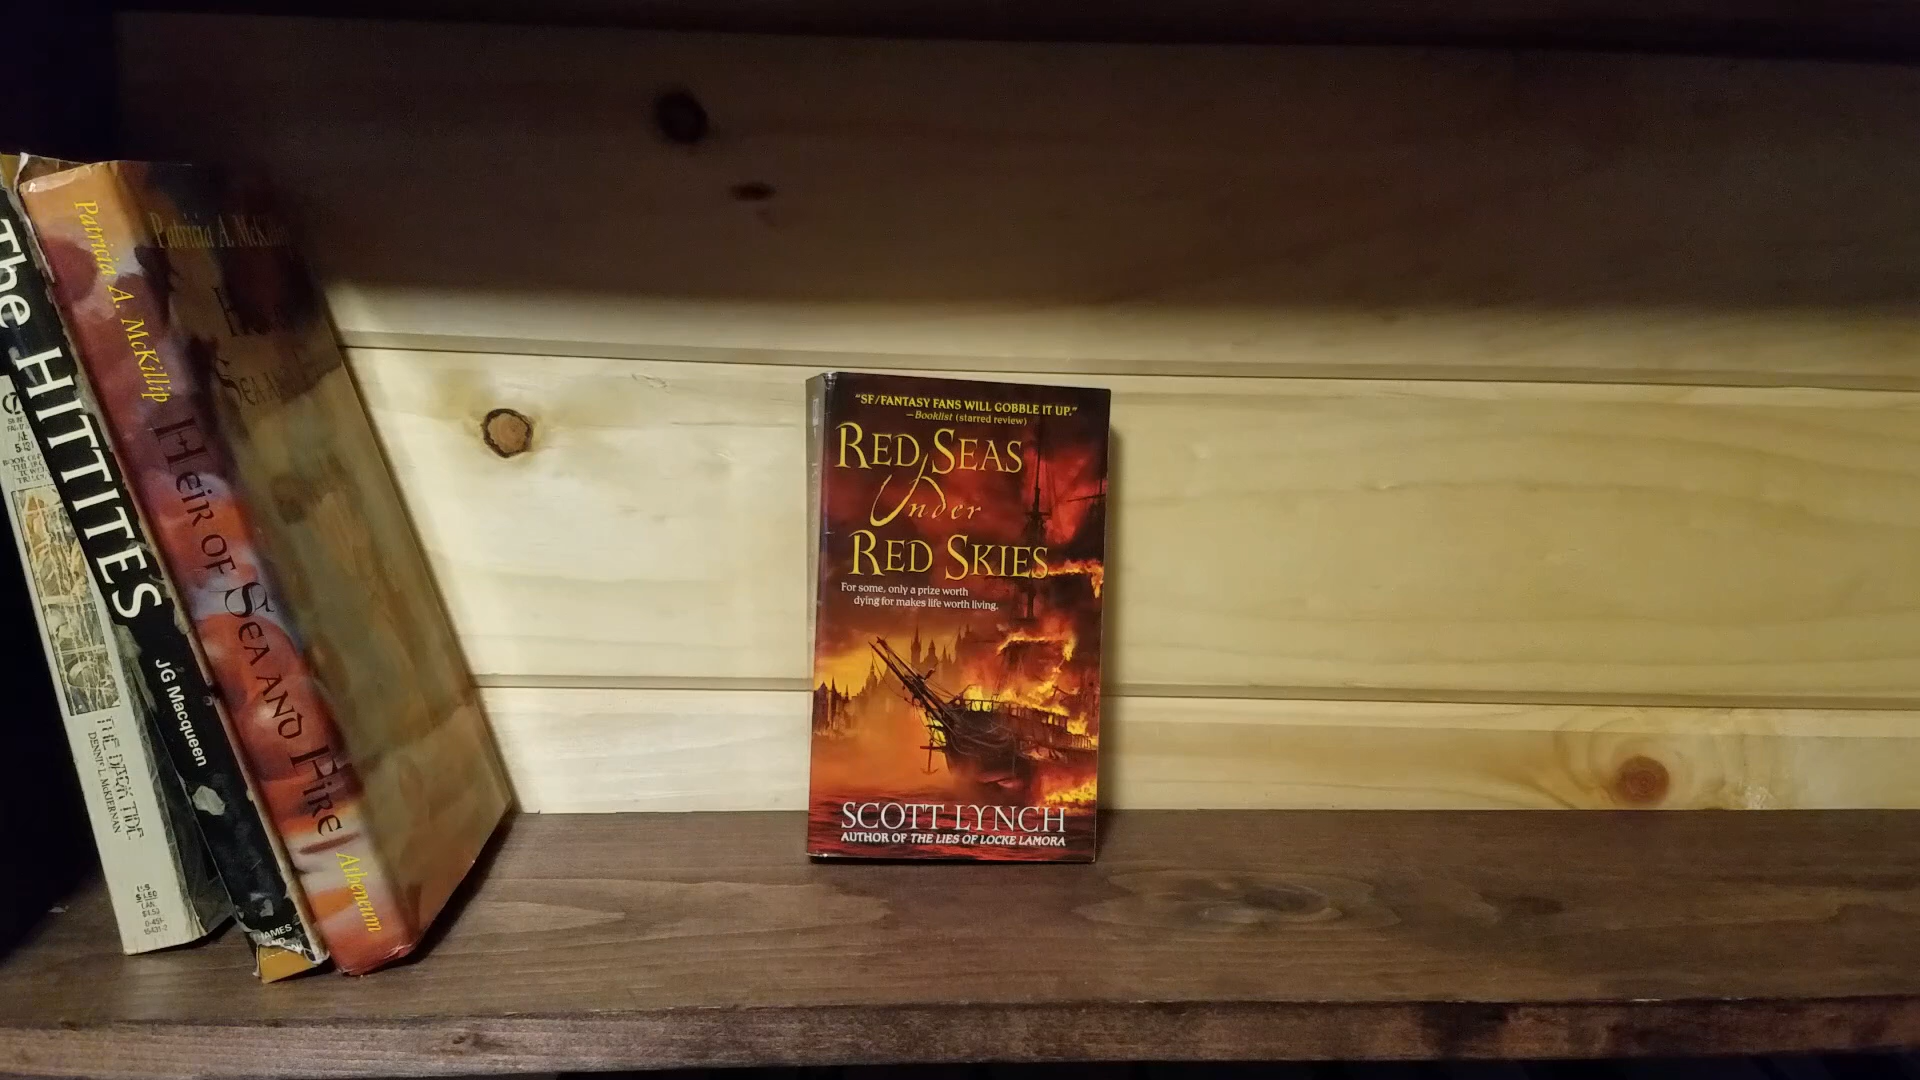 The HITTITES
JG Macqueen
THE DARK TIDE
DENNIS L. McKIERNAN
Patricia A. McKillip
Heir of Sea and Fire
Atheneum
Patricia A. McKillip
"SF/FANTASY FANS WILL GOBBLE IT UP."
—Booklist (starred review)
RED SEAS
Under
RED SKIES
For some, only a prize worth
dying for makes life worth living.
SCOTT LYNCH
AUTHOR OF THE LIES OF LOCKE LAMORA